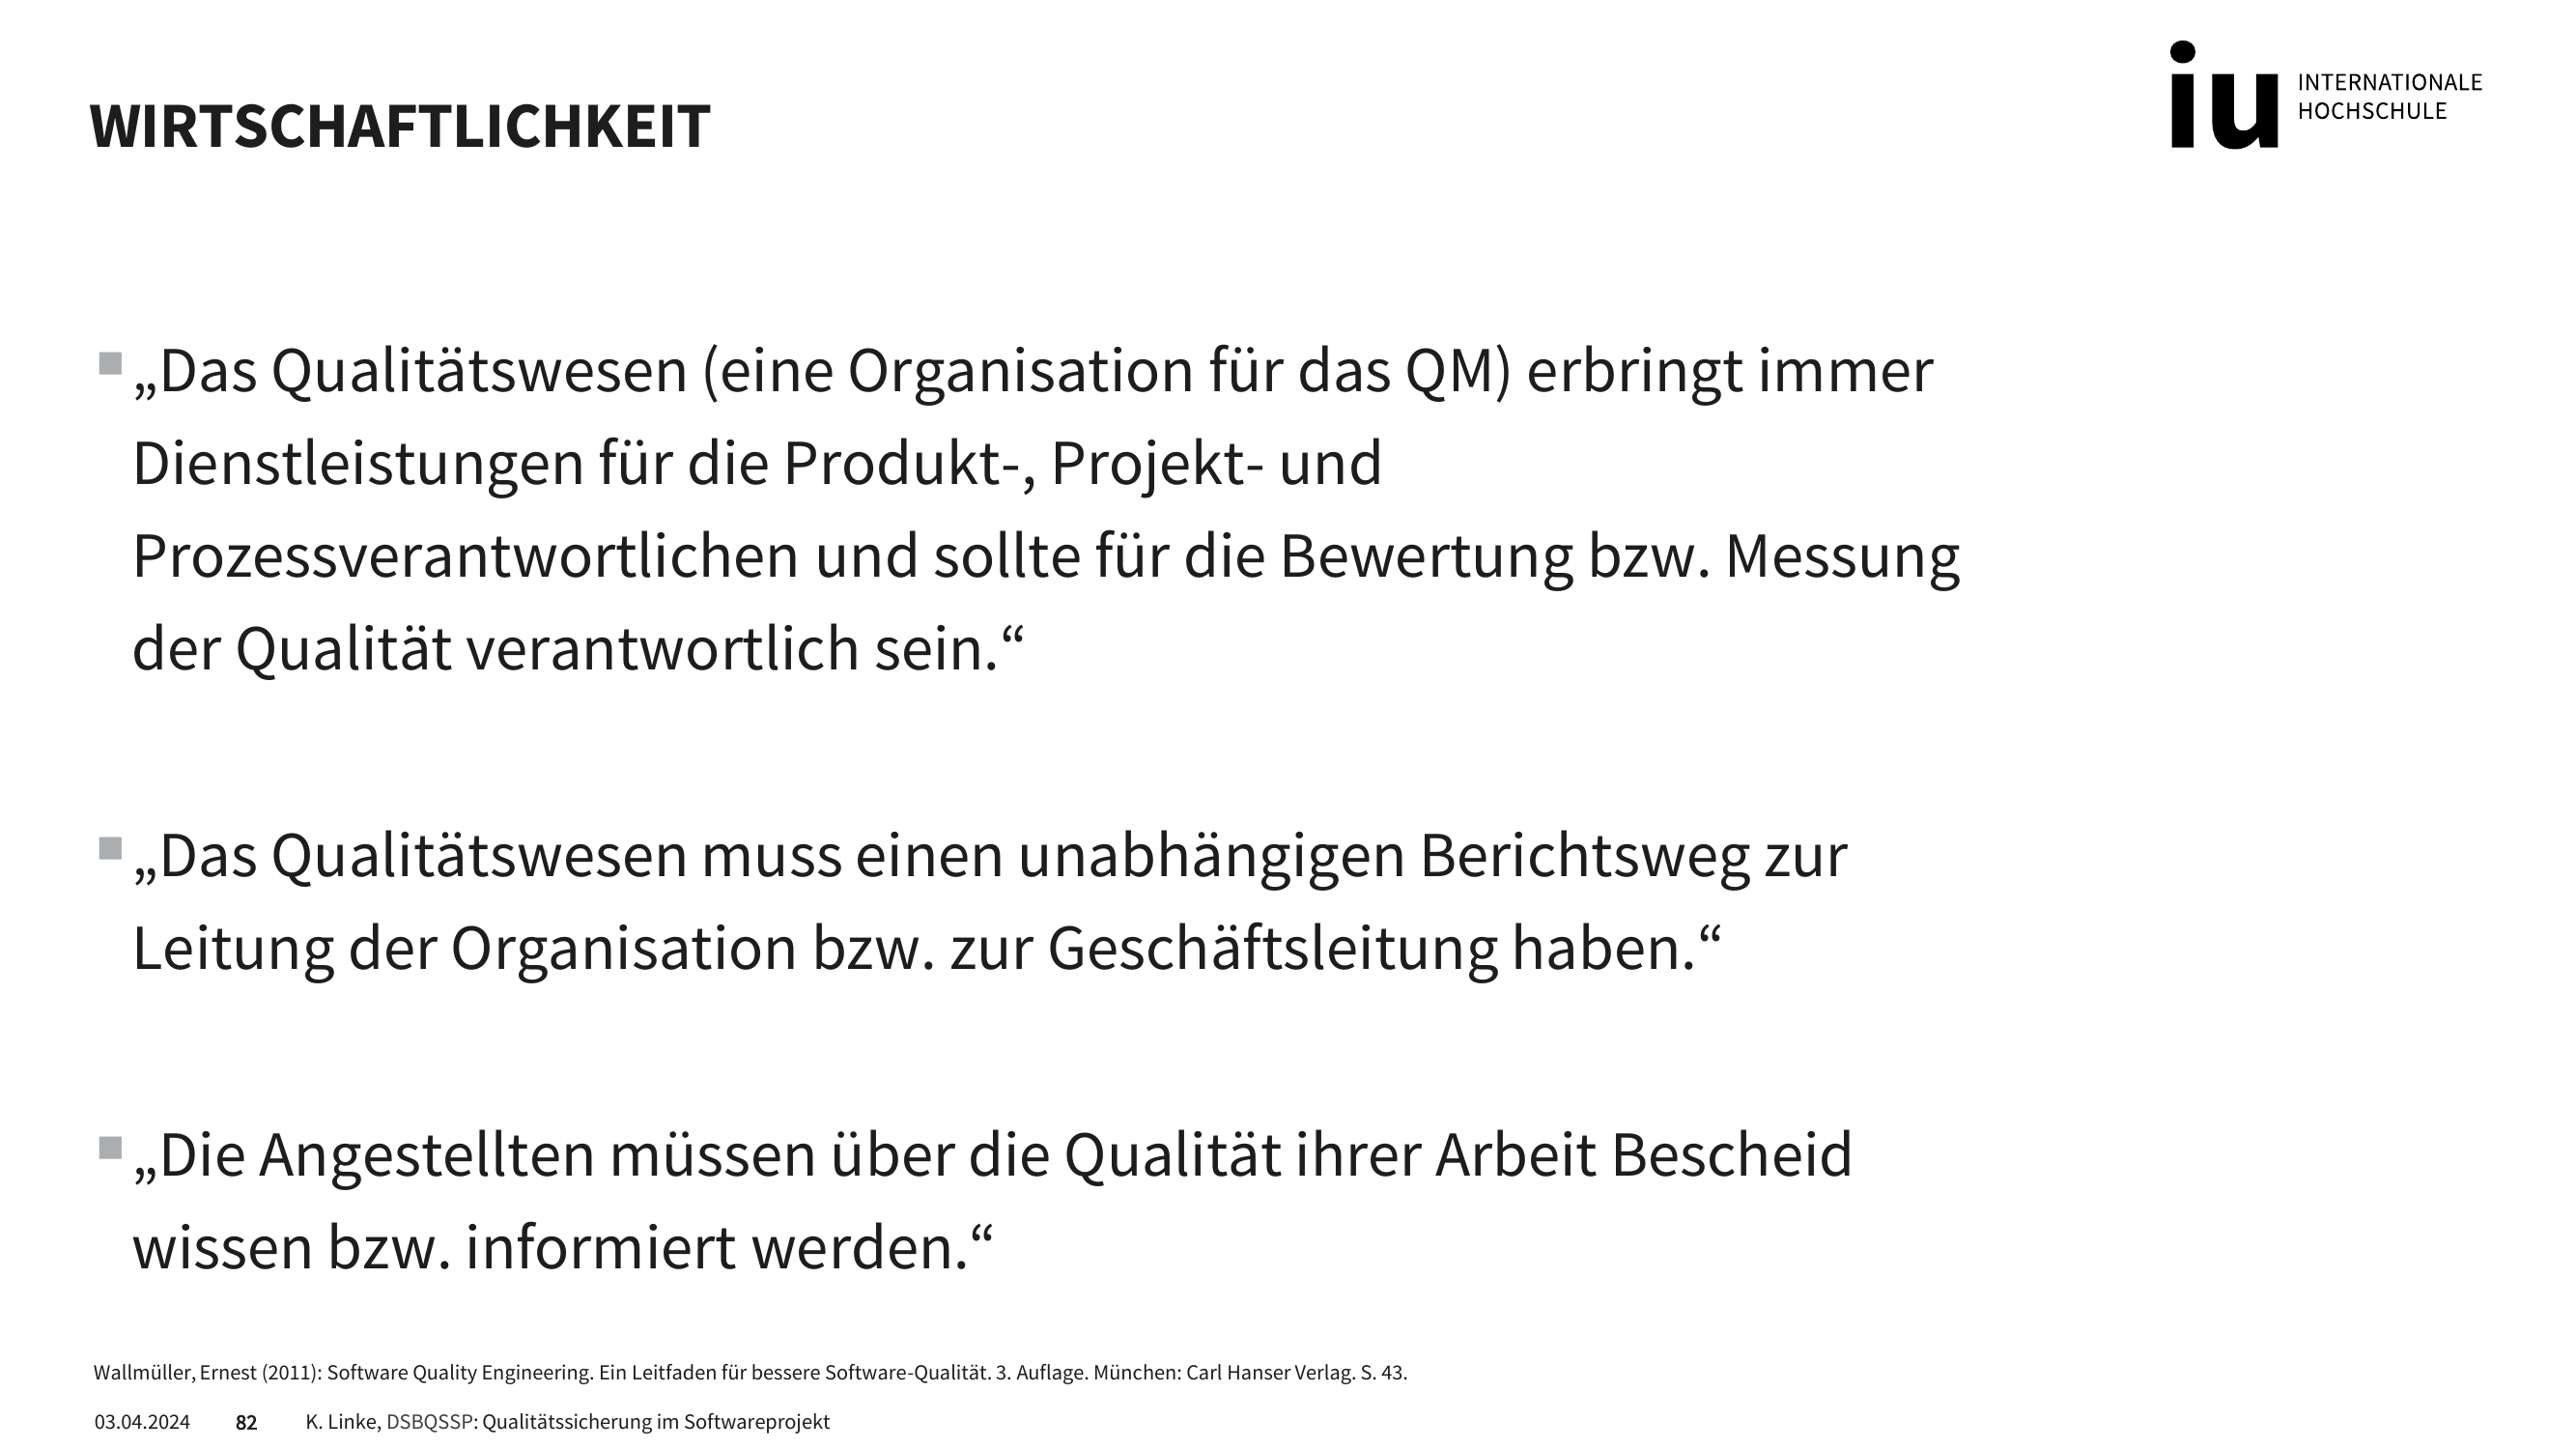 WIRTSCHAFTLICHKEIT
iu INTERNATIONALE
HOCHSCHULE
„Das Qualitätswesen (eine Organisation für das QM) erbringt immer
Dienstleistungen für die Produkt-, Projekt- und
Prozessverantwortlichen und sollte für die Bewertung bzw. Messung
der Qualität verantwortlich sein.“
„Das Qualitätswesen muss einen unabhängigen Berichtsweg zur
Leitung der Organisation bzw. zur Geschäftsleitung haben.“
„Die Angestellten müssen über die Qualität ihrer Arbeit Bescheid
wissen bzw. informiert werden.“
Wallmüller, Ernest (2011): Software Quality Engineering. Ein Leitfaden für bessere Software-Qualität. 3. Auflage. München: Carl Hanser Verlag. S. 43.
03.04.2024 82 K. Linke, DSBQSSP: Qualitätssicherung im Softwareprojekt